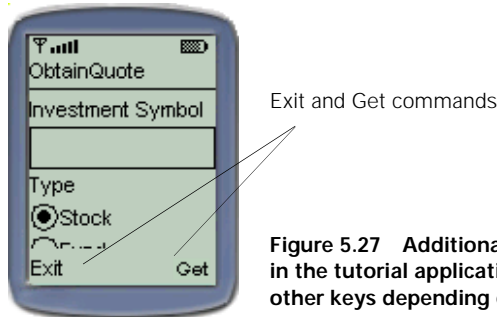 ObtainQuote
Investment Symbol
Exit and Get commands
Type
Stock
Exit
Get
Figure 5.27 Additiona
in the tutorial applicati
other keys depending